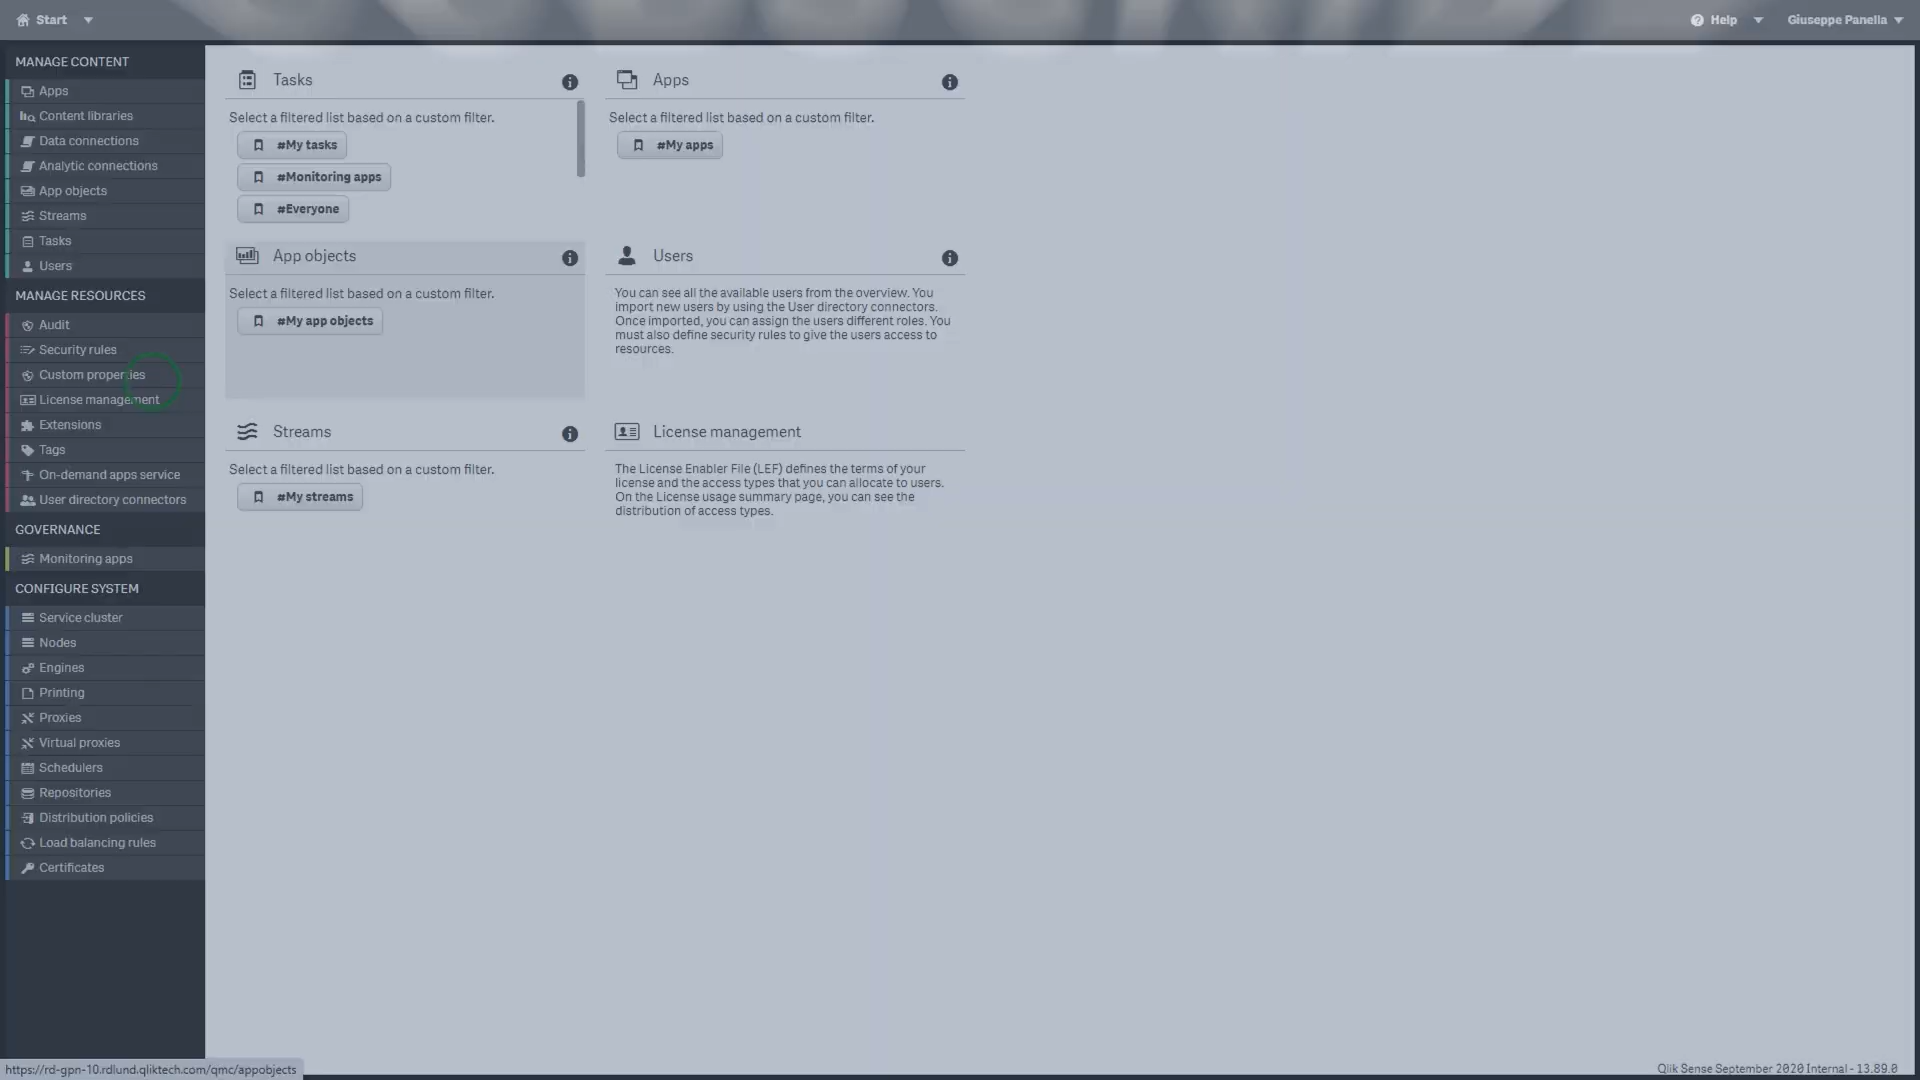 Start
Help
Giuseppe Panella
MANAGE CONTENT
Apps
Content libraries
Data connections
Analytic connections
App objects
Streams
Tasks
Users
MANAGE RESOURCES
Audit
Security rules
Custom properties
License management
Extensions
Tags
On-demand apps service
User directory connectors
GOVERNANCE
Monitoring apps
CONFIGURE SYSTEM
Service cluster
Nodes
Engines
Printing
Proxies
Virtual proxies
Schedulers
Repositories
Distribution policies
Load balancing rules
Certificates
Tasks
Select a filtered list based on a custom filter.
#My tasks
#Monitoring apps
#Everyone
Apps
Select a filtered list based on a custom filter.
#My apps
App objects
Select a filtered list based on a custom filter.
#My app objects
Users
You can see all the available users from the overview. You
import new users by using the User directory connectors.
Once imported, you can assign the users different roles. You
must also define security rules to give the users access to
resources.
Streams
Select a filtered list based on a custom filter.
#My streams
License management
The License Enabler File (LEF) defines the terms of your
license and the access types that you can allocate to users.
On the License usage summary page, you can see the
distribution of access types.
https://rd-gpn-10.rdlund.qliktech.com/qmc/appobjects
Qlik Sense September 2020 Internal - 13.89.0